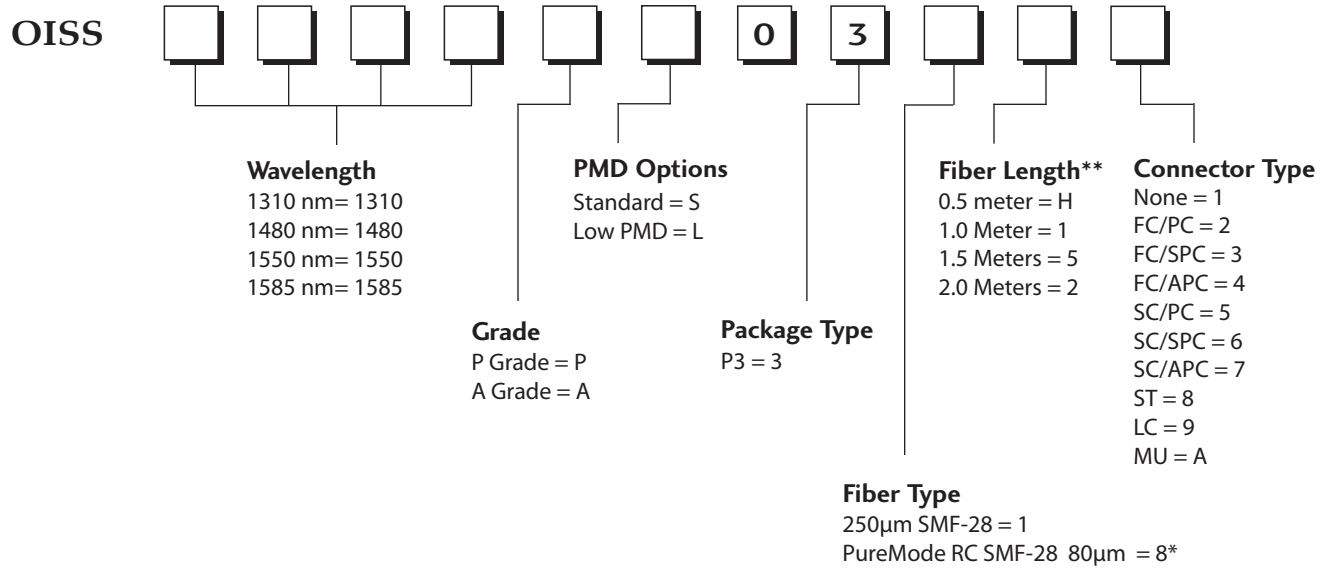 OISS 0 3
Wavelength
1310 nm= 1310
1480 nm= 1480
1550 nm= 1550
1585 nm= 1585
Grade
P Grade = P
A Grade = A
PMD Options
Standard = S
Low PMD = L
Package Type
P3 = 3
Fiber Type
250µm SMF-28 = 1
PureMode RC SMF-28 80µm = 8*
Fiber Length**
0.5 meter = H
1.0 Meter = 1
1.5 Meters = 5
2.0 Meters = 2
Connector Type
None = 1
FC/PC = 2
FC/SPC = 3
FC/APC = 4
SC/PC = 5
SC/SPC = 6
SC/APC = 7
ST = 8
LC = 9
MU = A